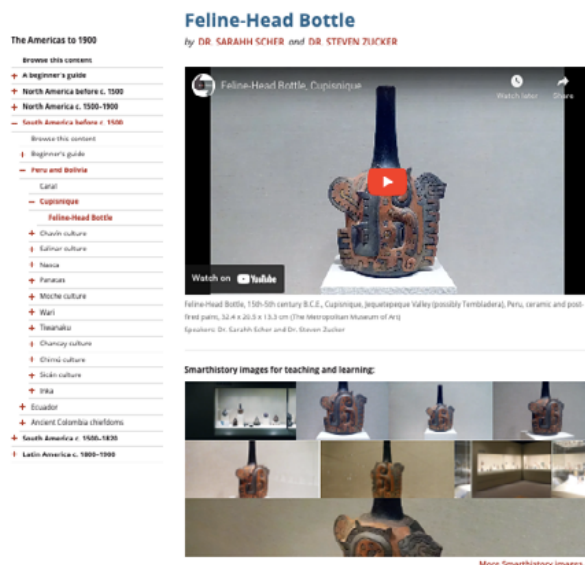 The Americas to 1900
Browse this content
+ A beginner's guide
+ North America before c. 1500
+ North America c. 1500-1900
− South America before c. 1500
Browse this content
+ Beginner's guide
− Peru and Bolivia
Caral
− Cupisnique
Feline-Head Bottle
+ Chavín culture
+ Salinar culture
+ Nasca
+ Paracas
+ Moche culture
+ Wari
+ Tiwanaku
+ Chancay culture
+ Chimú culture
+ Sicán culture
+ Inka
+ Ecuador
+ Ancient Colombia chiefdoms
+ South America c. 1500-1820
+ Latin America c. 1800-1900
Feline-Head Bottle
by DR. SARAHH SCHER and DR. STEVEN ZUCKER
Feline-Head Bottle, Cupisnique
Watch later
Share
Watch on YouTube
Feline-Head Bottle, 15th-5th century B.C.E., Cupisnique, Jequetepeque Valley (possibly Tembladera), Peru, ceramic and post-
fired paint, 32.4 x 20.5 x 13.3 cm (The Metropolitan Museum of Art)
Speakers: Dr. Sarahh Scher and Dr. Steven Zucker
Smarthistory images for teaching and learning:
More Smarthistory images